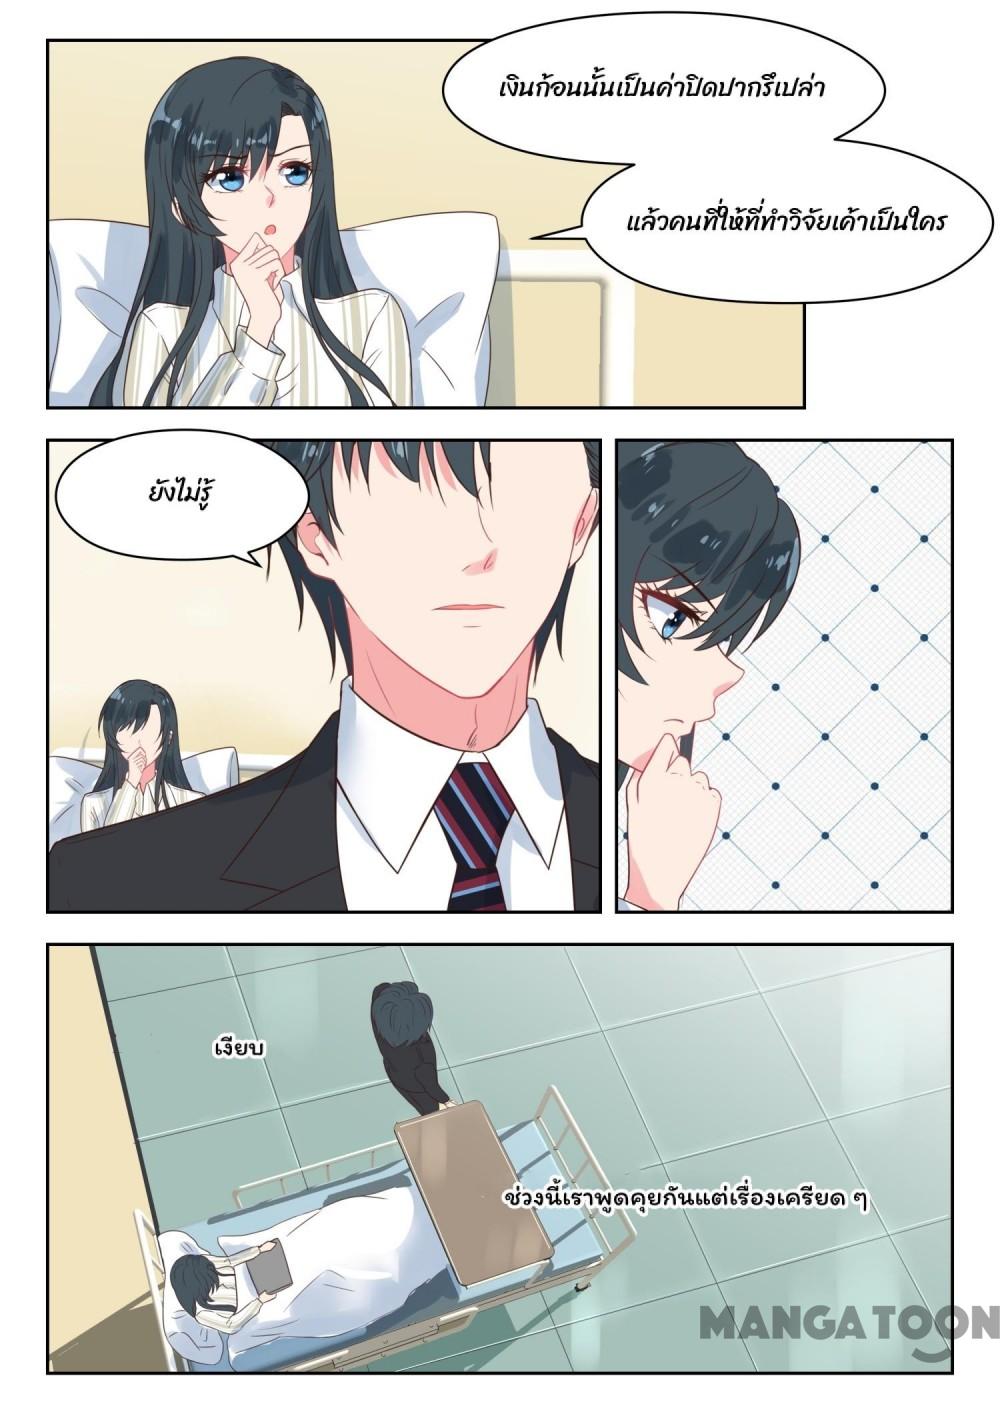 เงินก้อนนั้นเป็นค่าปิดปากรึเปล่า
แล้วคนที่ให้ที่ทำวิจัยเค้าเป็นใคร
ยังไม่รู้
เงียบ
ช่วงนี้เราพูดคุยกันแต่เรื่องเครียด ๆ
MANGATOON